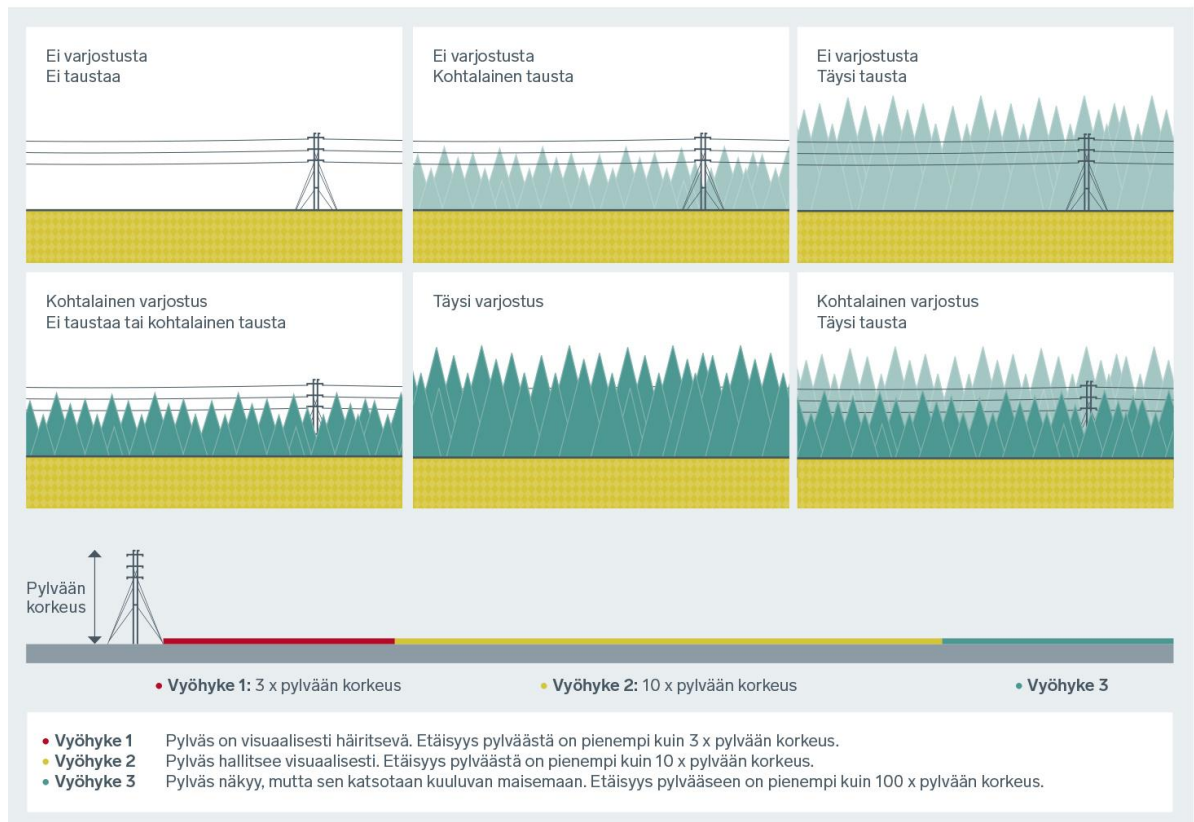 Ei varjostusta
Ei taustaa
Ei varjostusta
Kohtalainen tausta
Ei varjostusta
Täysi tausta
Kohtalainen varjostus
Ei taustaa tai kohtalainen tausta
Täysi varjostus
Kohtalainen varjostus
Täysi tausta
Pylvään
korkeus
• Vyöhyke 1: 3 x pylvään korkeus
• Vyöhyke 2: 10 x pylvään korkeus
• Vyöhyke 3
• Vyöhyke 1 Pylväs on visuaalisesti häiritsevä. Etäisyys pylväästä on pienempi kuin 3 x pylvään korkeus.
• Vyöhyke 2 Pylväs hallitsee visuaalisesti. Etäisyys pylväästä on pienempi kuin 10 x pylvään korkeus.
• Vyöhyke 3 Pylväs näkyy, mutta sen katsotaan kuuluvan maisemaan. Etäisyys pylvääseen on pienempi kuin 100 x pylvään korkeus.